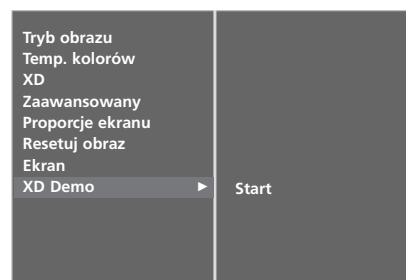 Tryb obrazu
Temp. kolorów
XD
Zaawansowany
Proporcje ekranu
Resetuj obraz
Ekran
XD Demo ►
Start